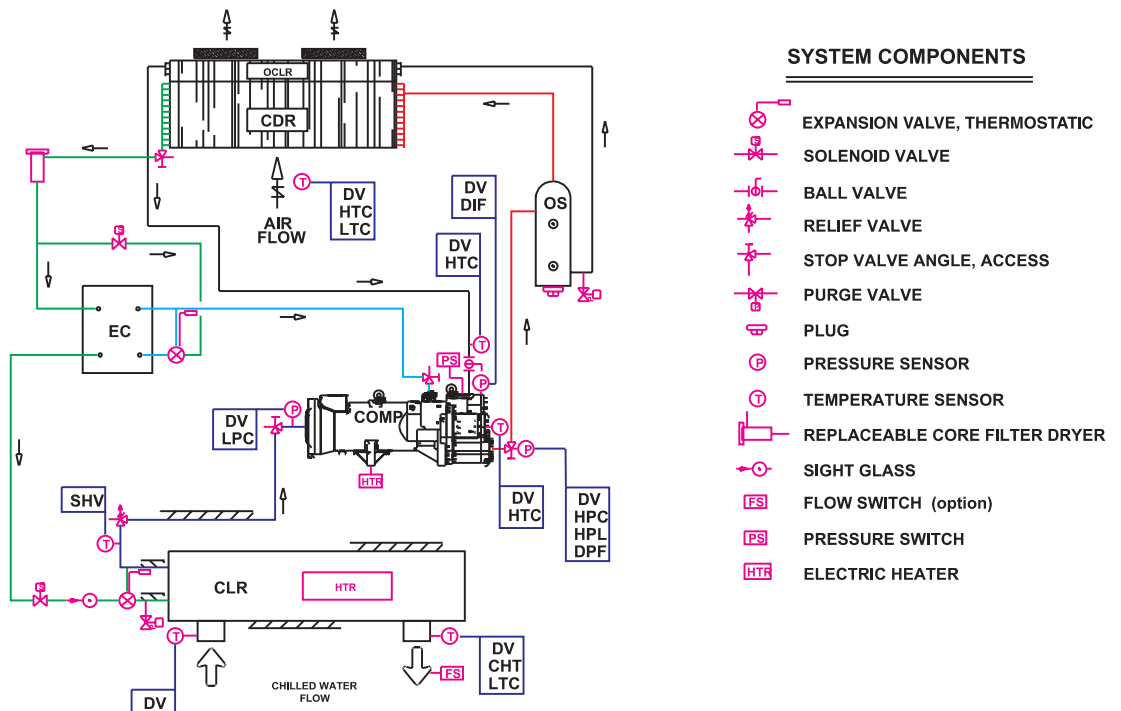 SYSTEM COMPONENTS
OCLR
CDR
T
DV
HTC
LTC
AIR
FLOW
DV
DIF
OS
S
DV
HTC
EC
T
PS
P
COMP
P
DV
LPC
T
P
HTR
DV
HTC
DV
HPC
HPL
DPF
SHV
T
S
CLR
HTR
T
T
DV
CHT
LTC
FS
DV
CHILLED WATER
FLOW
EXPANSION VALVE, THERMOSTATIC
S
SOLENOID VALVE
BALL VALVE
RELIEF VALVE
STOP VALVE ANGLE, ACCESS
PURGE VALVE
PLUG
P PRESSURE SENSOR
T TEMPERATURE SENSOR
REPLACEABLE CORE FILTER DRYER
SIGHT GLASS
FS FLOW SWITCH (option)
PS PRESSURE SWITCH
HTR ELECTRIC HEATER